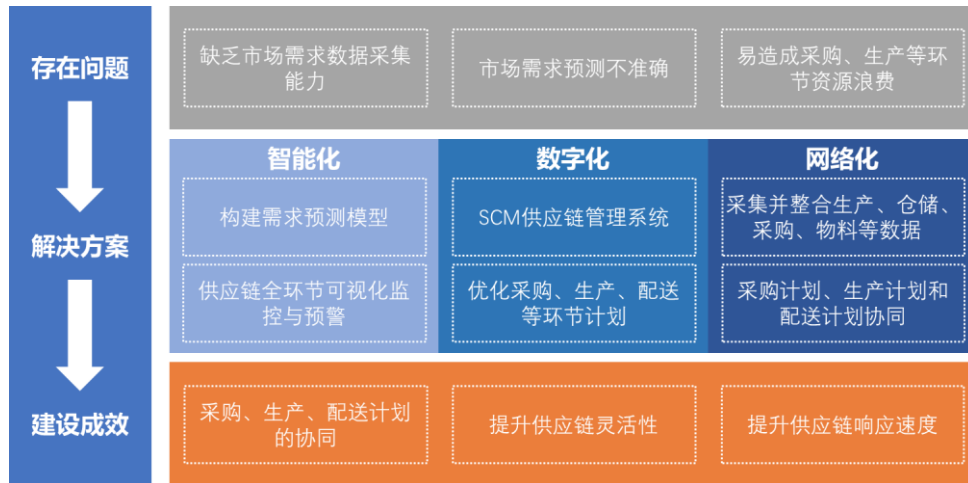 存在问题
缺乏市场需求数据采集
能力
市场需求预测不准确
易造成采购、生产等环
节资源浪费
解决方案
智能化
构建需求预测模型
供应链全环节可视化监
控与预警
数字化
SCM供应链管理系统
优化采购、生产、配送
等环节计划
网络化
采集并整合生产、仓储、
采购、物料等数据
采购计划、生产计划和
配送计划协同
建设成效
采购、生产、配送计划
的协同
提升供应链灵活性
提升供应链响应速度